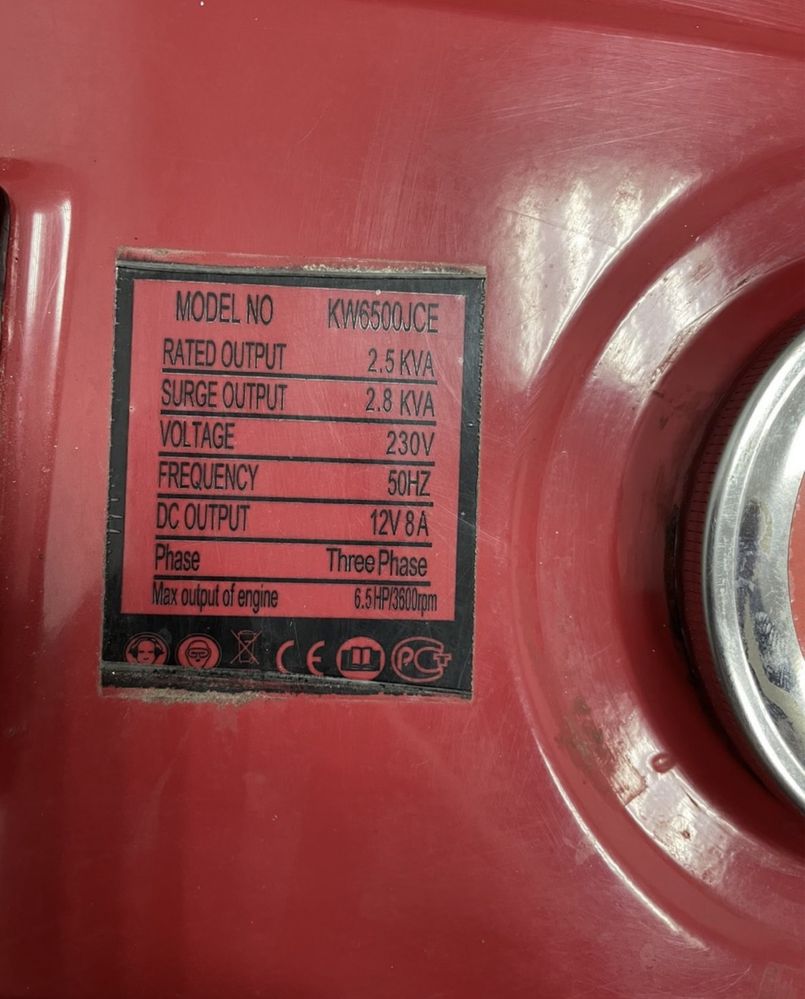 MODEL NO KW6500JCE
RATED OUTPUT 2.5 KVA
SURGE OUTPUT 2.8 KVA
VOLTAGE 230V
FREQUENCY 50HZ
DC OUTPUT 12V 8A
Phase Three Phase
Max output of engine 6.5HP/3600rpm
CE PCT